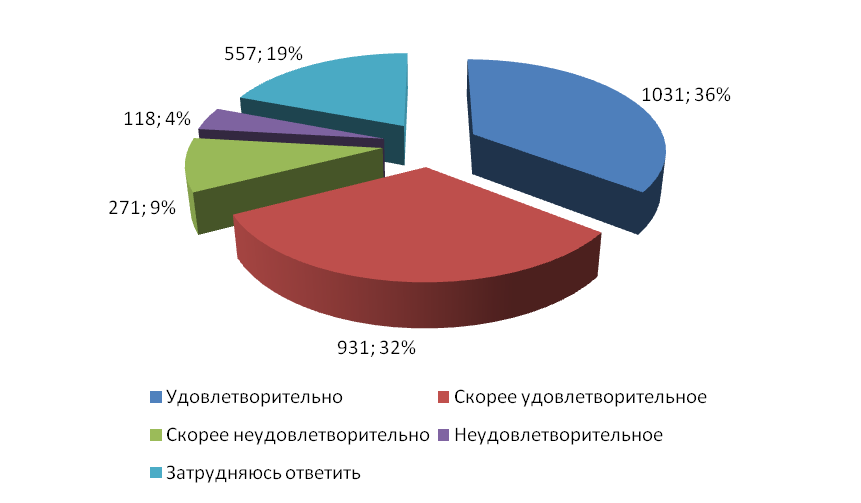 557; 19%
1031; 36%
118; 4%
271; 9%
931; 32%
Удовлетворительно
Скорее удовлетворительное
Скорее неудовлетворительно
Неудовлетворительное
Затрудняюсь ответить